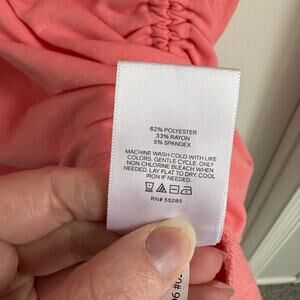 62% POLYESTER
33% RAYON
5% SPANDEX
MACHINE WASH COLD WITH LIKE
COLORS. GENTLE CYCLE. ONLY
NON-CHLORINE BLEACH WHEN
NEEDED. LAY FLAT TO DRY. COOL
IRON IF NEEDED.
RN# 55285